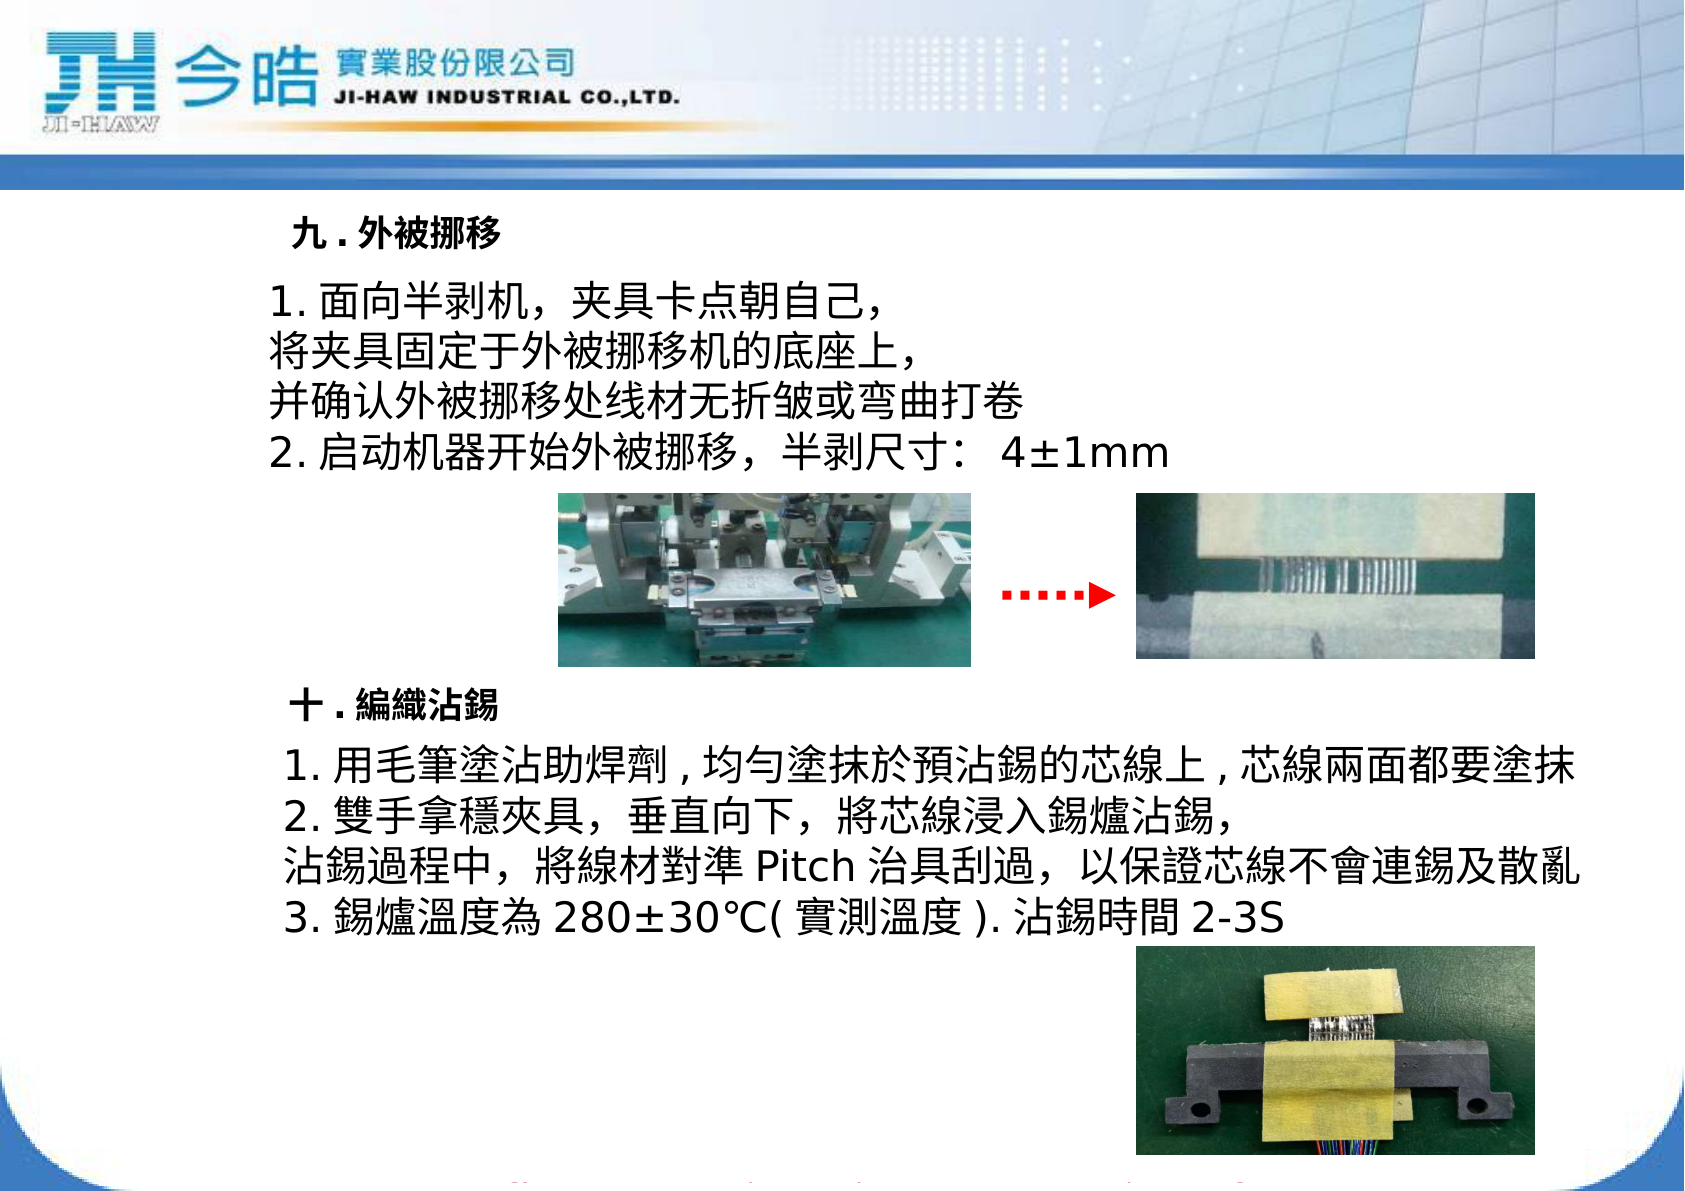 JH 今皓 實業股份限公司
JI-HAW INDUSTRIAL CO.,LTD.
JI-HAW
九 . 外被挪移
1. 面向半剥机，夹具卡点朝自己，
将夹具固定于外被挪移机的底座上，
并确认外被挪移处线材无折皱或弯曲打卷
2. 启动机器开始外被挪移，半剥尺寸： 4±1mm
十 . 編織沾錫
1. 用毛筆塗沾助焊劑 , 均勻塗抹於預沾錫的芯線上 , 芯線兩面都要塗抹
2. 雙手拿穩夾具，垂直向下，將芯線浸入錫爐沾錫，
沾錫過程中，將線材對準 Pitch 治具刮過，以保證芯線不會連錫及散亂
3. 錫爐溫度為 280±30℃( 實測溫度 ). 沾錫時間 2-3S